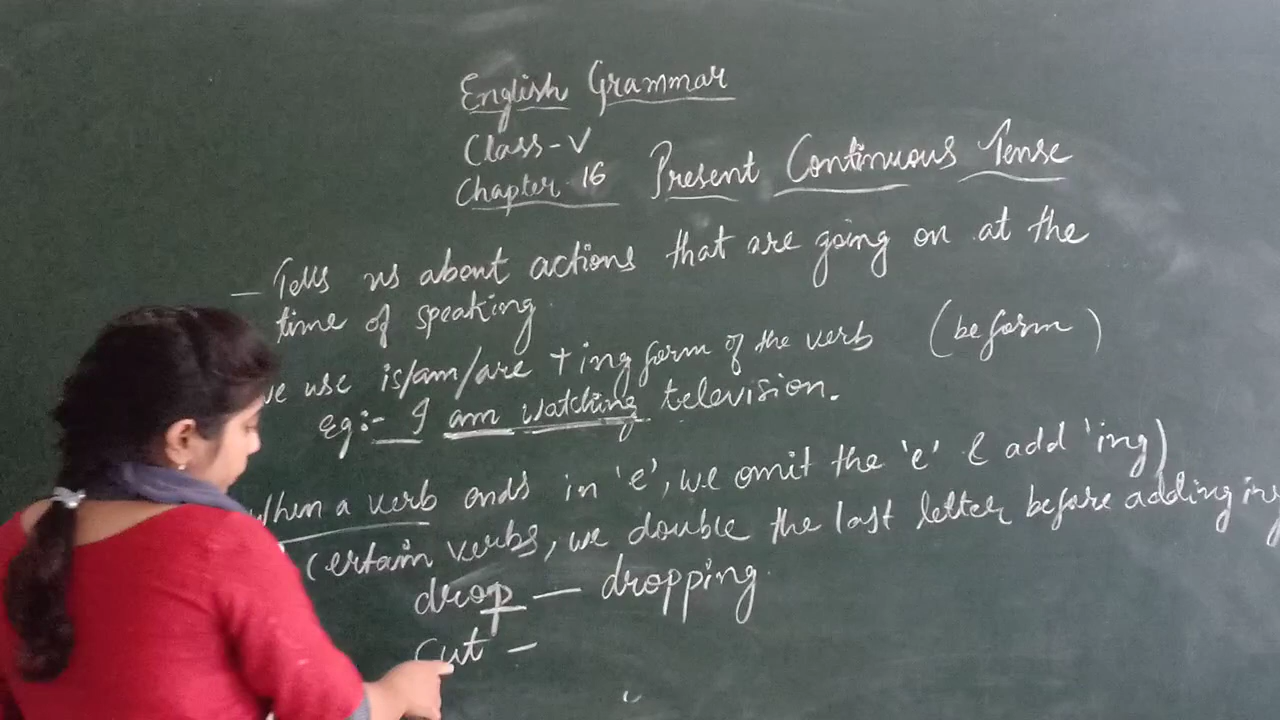 English Grammar
Class-V
Chapter 16 Present Continuous Tense
— Tells us about actions that are going on at the
time of speaking.
we use is/am/are + ing form of the verb (be form)
Eg:- I am watching television.
When a verb ends in 'e', we omit the 'e' & add 'ing)
Certain verbs, we double the last letter before adding ing
drop — dropping.
Cut —